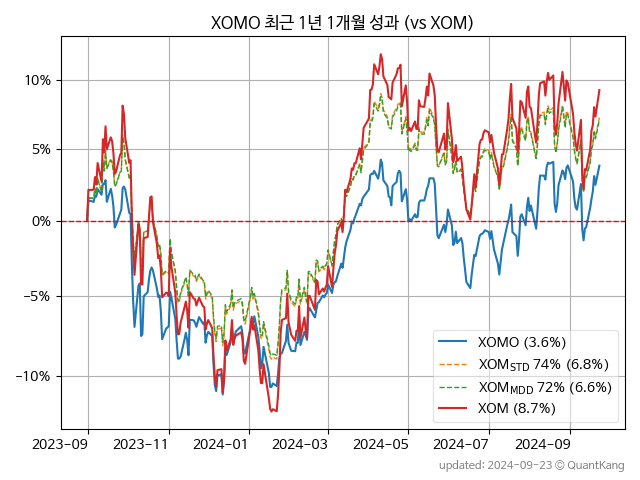 XOMO 최근 1년 1개월 성과 (vs XOM)
10%
5%
0%
−5%
−10%
XOMO (3.6%)
XOM_STD 74% (6.8%)
XOM_MDD 72% (6.6%)
XOM (8.7%)
2023-09 2023-11 2024-01 2024-03 2024-05 2024-07 2024-09
updated: 2024-09-23 © QuantKang